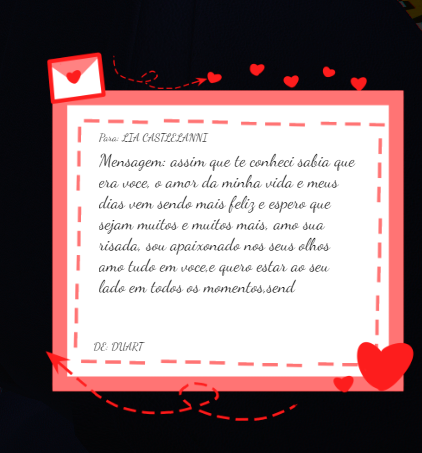 Para: LIA CASTELANNI
Mensagem: assim que te conheci sabia que
era voce, o amor da minha vida e meus
dias vem sendo mais feliz e espero que
sejam muitos e muitos mais, amo sua
risada, sou apaixonado nos seus olhos
amo tudo em voce,e quero estar ao seu
lado em todos os momentos,send
DE: DUART